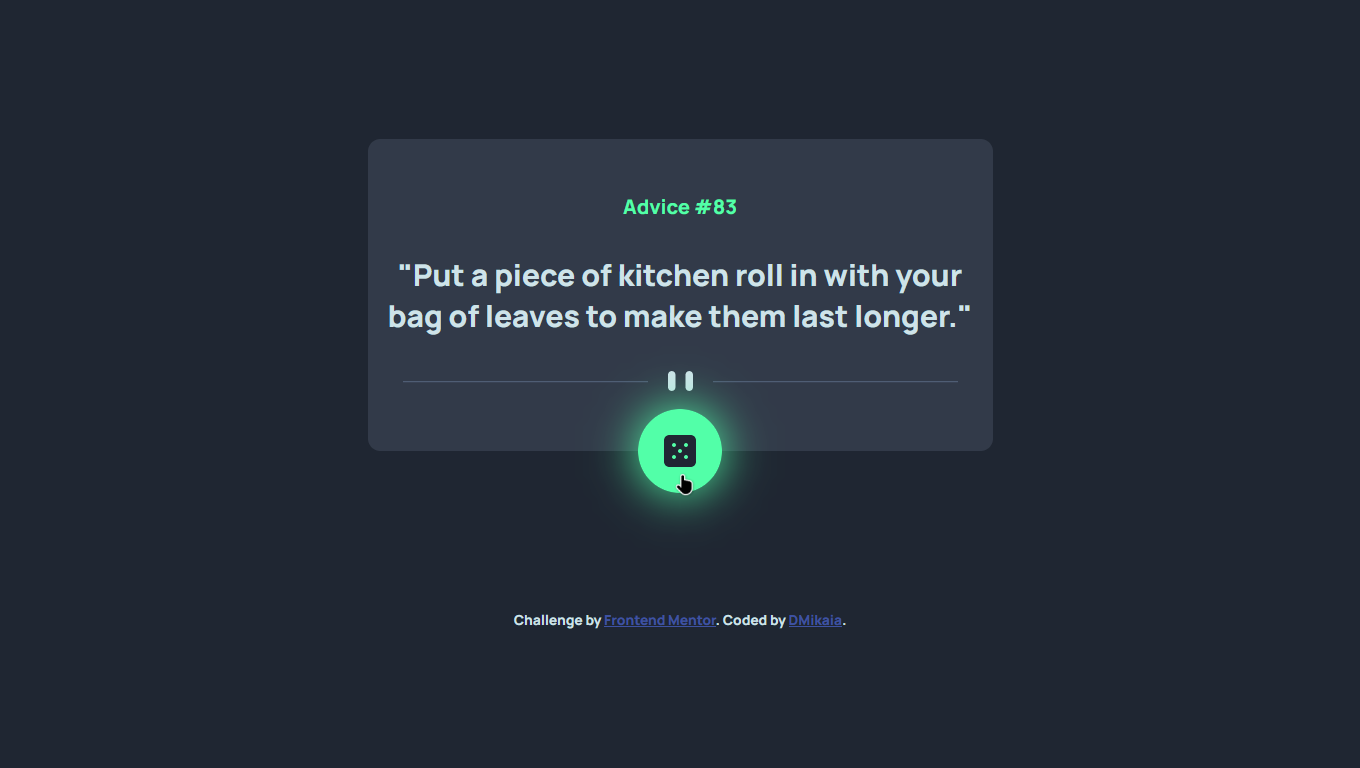 Advice #83
"Put a piece of kitchen roll in with your
bag of leaves to make them last longer."
Challenge by Frontend Mentor. Coded by DMikaia.